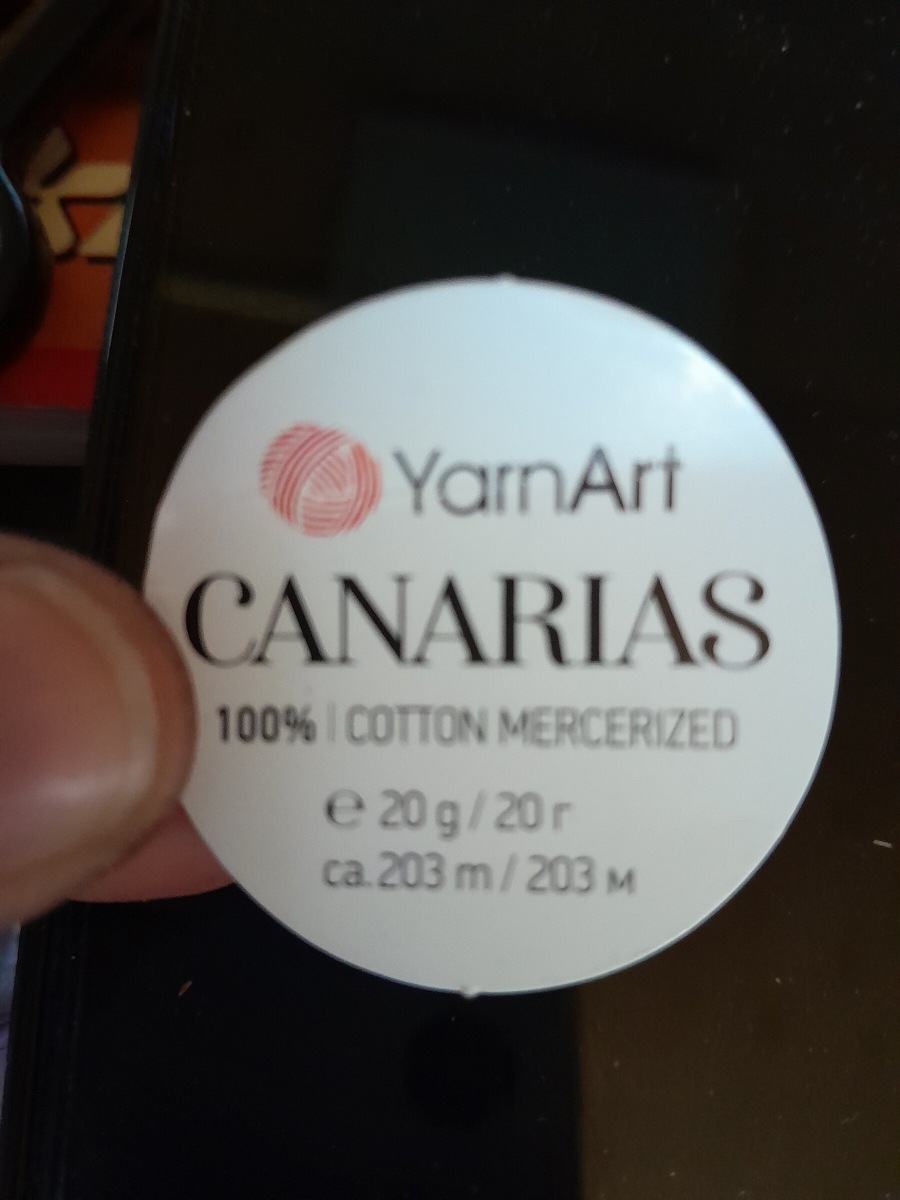 YarnArt
CANARIAS
100% | COTTON MERCERIZED
℮ 20 g / 20 г
ca. 203 m / 203 м